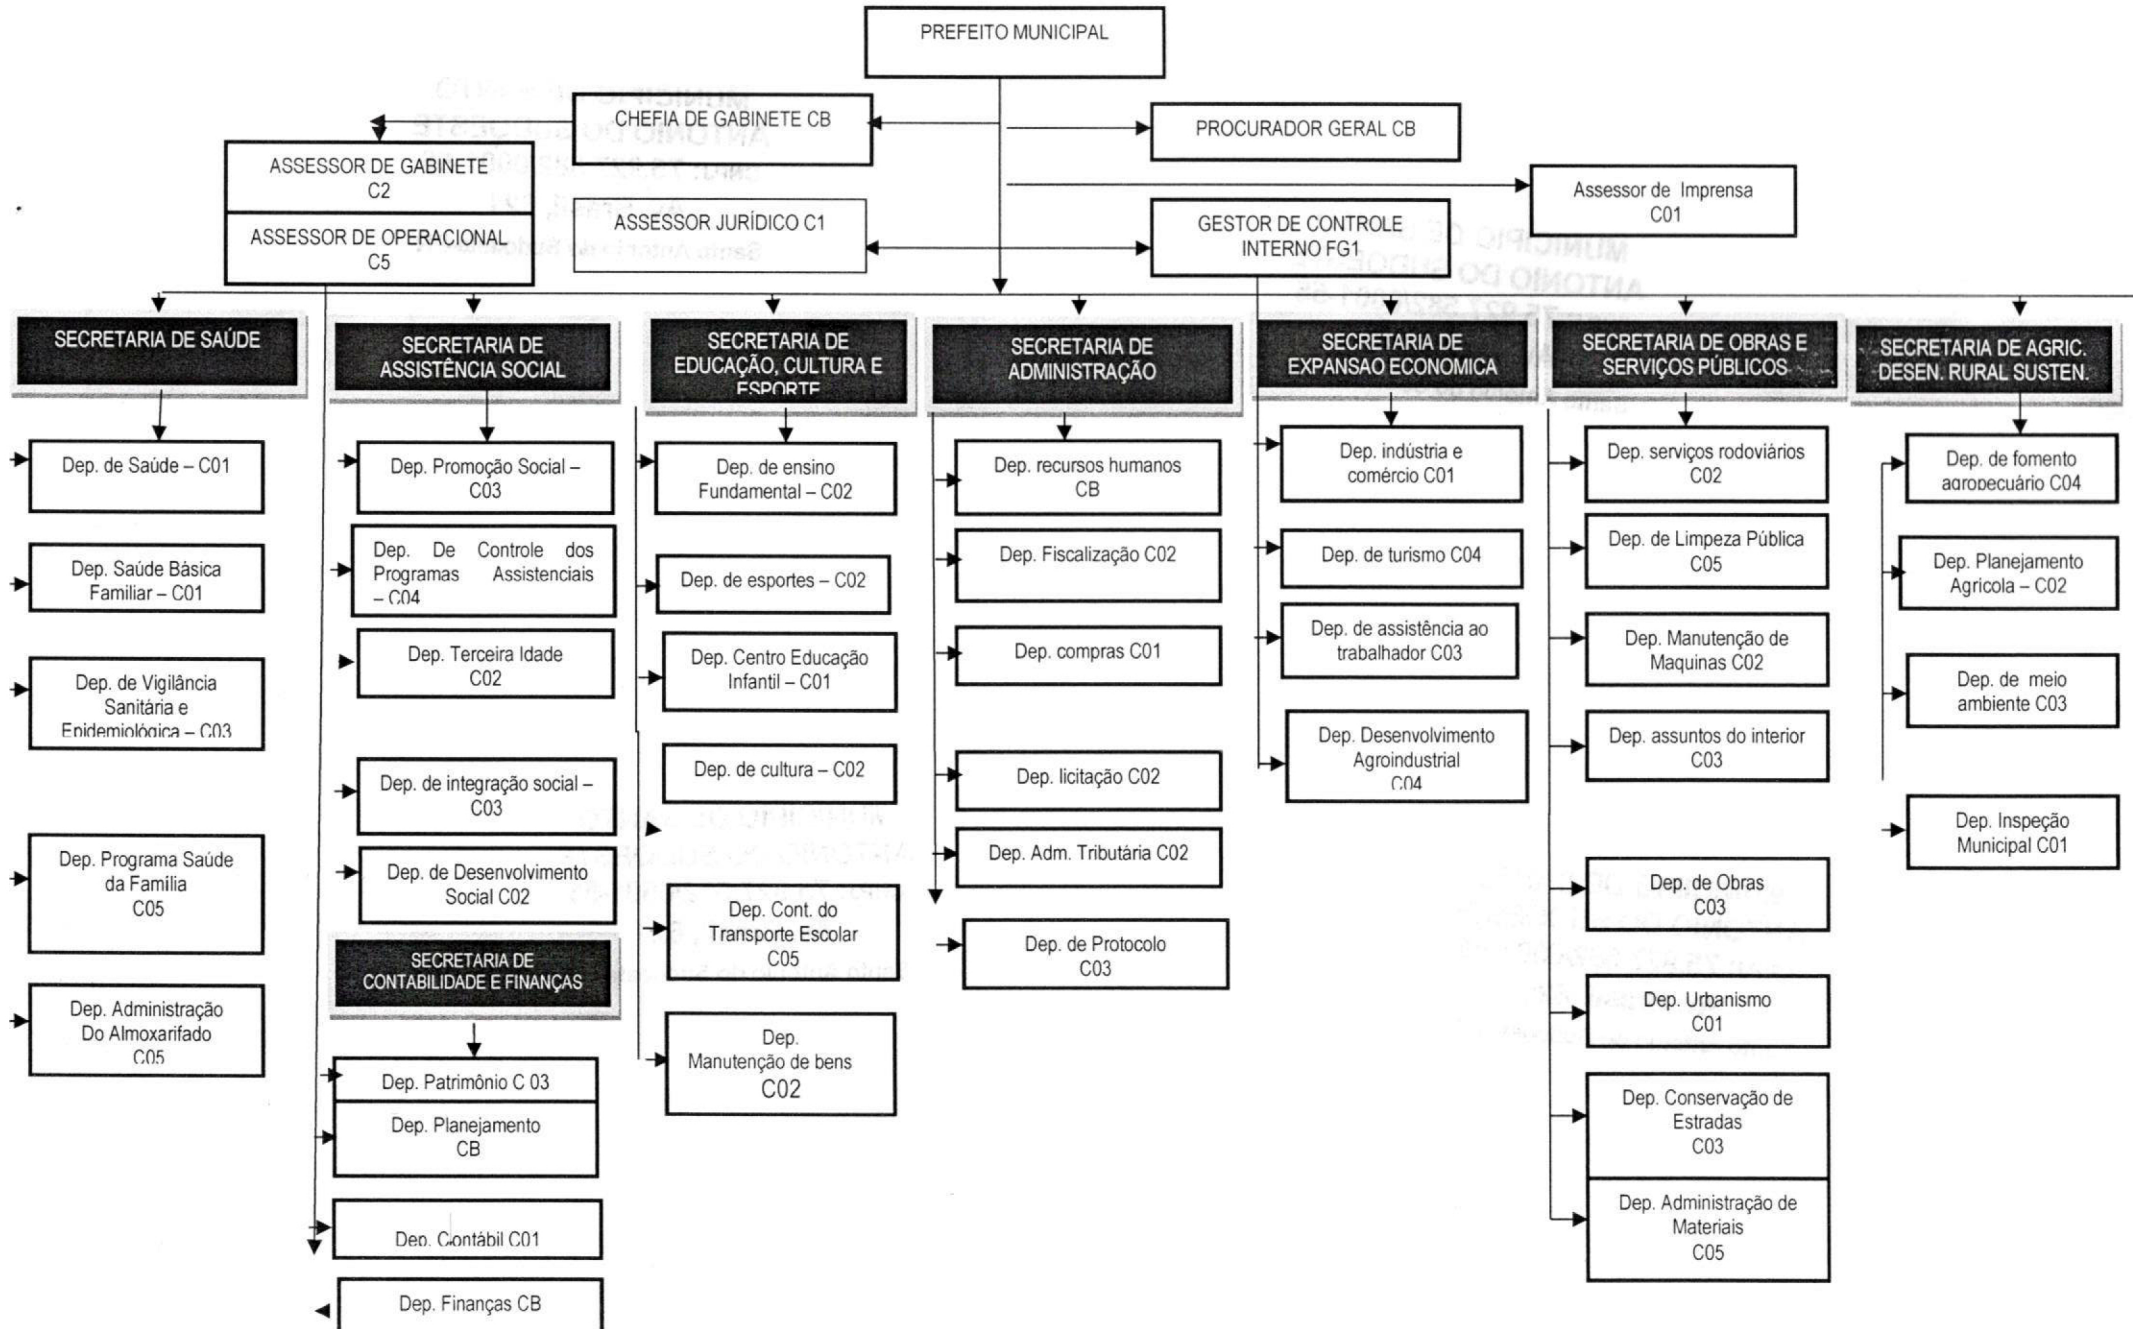 PREFEITO MUNICIPAL
CHEFIA DE GABINETE CB
PROCURADOR GERAL CB
ASSESSOR DE GABINETE
C2
ASSESSOR DE OPERACIONAL
C5
ASSESSOR JURÍDICO C1
GESTOR DE CONTROLE
INTERNO FG1
Assessor de Imprensa
C01
SECRETARIA DE SAÚDE
Dep. de Saúde – C01
Dep. Saúde Básica
Familiar – C01
Dep. de Vigilância
Sanitária e
Epidemiológica – C03
Dep. Programa Saúde
da Família
C05
Dep. Administração
Do Almoxarifado
C05
SECRETARIA DE
ASSISTÊNCIA SOCIAL
Dep. Promoção Social –
C03
Dep. De Controle dos
Programas Assistenciais
– C04
Dep. Terceira Idade
C02
Dep. de integração social –
C03
Dep. de Desenvolvimento
Social C02
SECRETARIA DE
CONTABILIDADE E FINANÇAS
Dep. Patrimônio C 03
Dep. Planejamento
CB
Dep. Contábil C01
Dep. Finanças CB
SECRETARIA DE
EDUCAÇÃO, CULTURA E
ESPORTE
Dep. de ensino
Fundamental – C02
Dep. de esportes – C02
Dep. Centro Educação
Infantil – C01
Dep. de cultura – C02
Dep. Cont. do
Transporte Escolar
C05
Dep.
Manutenção de bens
C02
SECRETARIA DE
ADMINISTRAÇÃO
Dep. recursos humanos
CB
Dep. Fiscalização C02
Dep. compras C01
Dep. licitação C02
Dep. Adm. Tributária C02
Dep. de Protocolo
C03
SECRETARIA DE
EXPANSAO ECONOMICA
Dep. indústria e
comércio C01
Dep. de turismo C04
Dep. de assistência ao
trabalhador C03
Dep. Desenvolvimento
Agroindustrial
C04
SECRETARIA DE OBRAS E
SERVIÇOS PÚBLICOS
Dep. serviços rodoviários
C02
Dep. de Limpeza Pública
C05
Dep. Manutenção de
Maquinas C02
Dep. assuntos do interior
C03
Dep. de Obras
C03
Dep. Urbanismo
C01
Dep. Conservação de
Estradas
C03
Dep. Administração de
Materiais
C05
SECRETARIA DE AGRIC.
DESEN. RURAL SUSTEN.
Dep. de fomento
agropecuário C04
Dep. Planejamento
Agrícola – C02
Dep. de meio
ambiente C03
Dep. Inspeção
Municipal C01